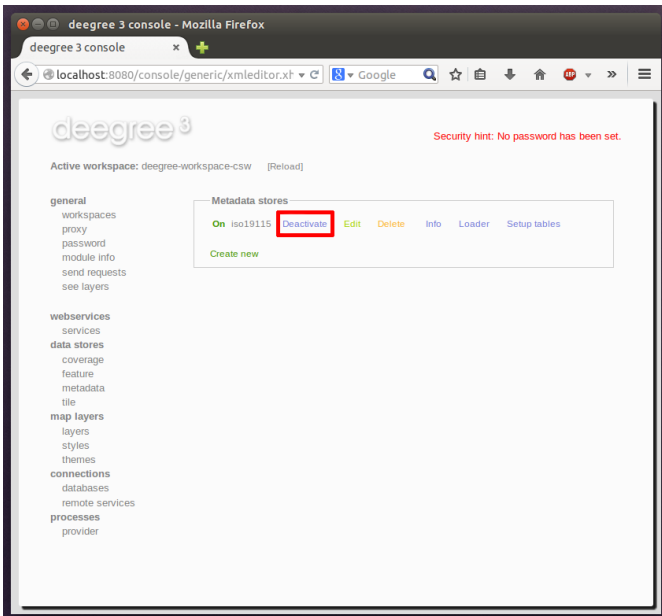 deegree 3 console - Mozilla Firefox
deegree 3 console ×
localhost:8080/console/generic/xmleditor.xh Google
deegree 3
Security hint: No password has been set.
Active workspace: deegree-workspace-csw [Reload]
general
workspaces
proxy
password
module info
send requests
see layers
webservices
services
data stores
coverage
feature
metadata
tile
map layers
layers
styles
themes
connections
databases
remote services
processes
provider
Metadata stores
On iso19115 Deactivate Edit Delete Info Loader Setup tables
Create new